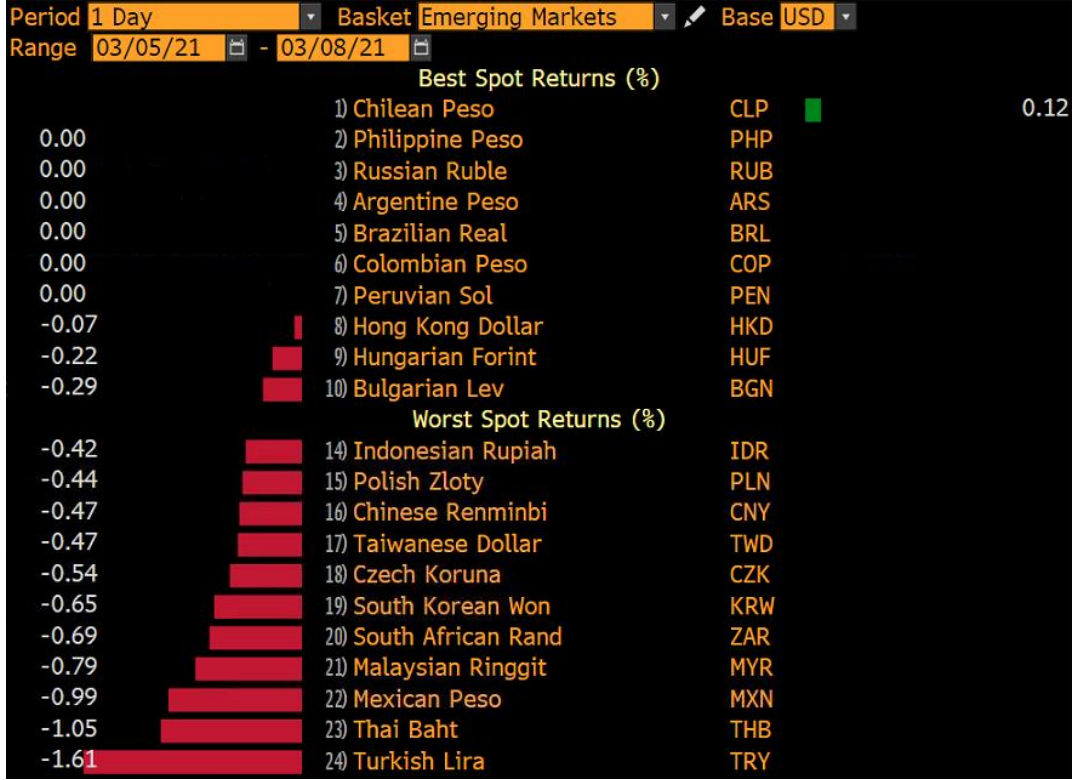 Period 1 Day Basket Emerging Markets Base USD
Range 03/05/21 - 03/08/21
Best Spot Returns (%)
1) Chilean Peso CLP 0.12
0.00 2) Philippine Peso PHP
0.00 3) Russian Ruble RUB
0.00 4) Argentine Peso ARS
0.00 5) Brazilian Real BRL
0.00 6) Colombian Peso COP
0.00 7) Peruvian Sol PEN
-0.07 8) Hong Kong Dollar HKD
-0.22 9) Hungarian Forint HUF
-0.29 10) Bulgarian Lev BGN
Worst Spot Returns (%)
-0.42 14) Indonesian Rupiah IDR
-0.44 15) Polish Zloty PLN
-0.47 16) Chinese Renminbi CNY
-0.47 17) Taiwanese Dollar TWD
-0.54 18) Czech Koruna CZK
-0.65 19) South Korean Won KRW
-0.69 20) South African Rand ZAR
-0.79 21) Malaysian Ringgit MYR
-0.99 22) Mexican Peso MXN
-1.05 23) Thai Baht THB
-1.61 24) Turkish Lira TRY